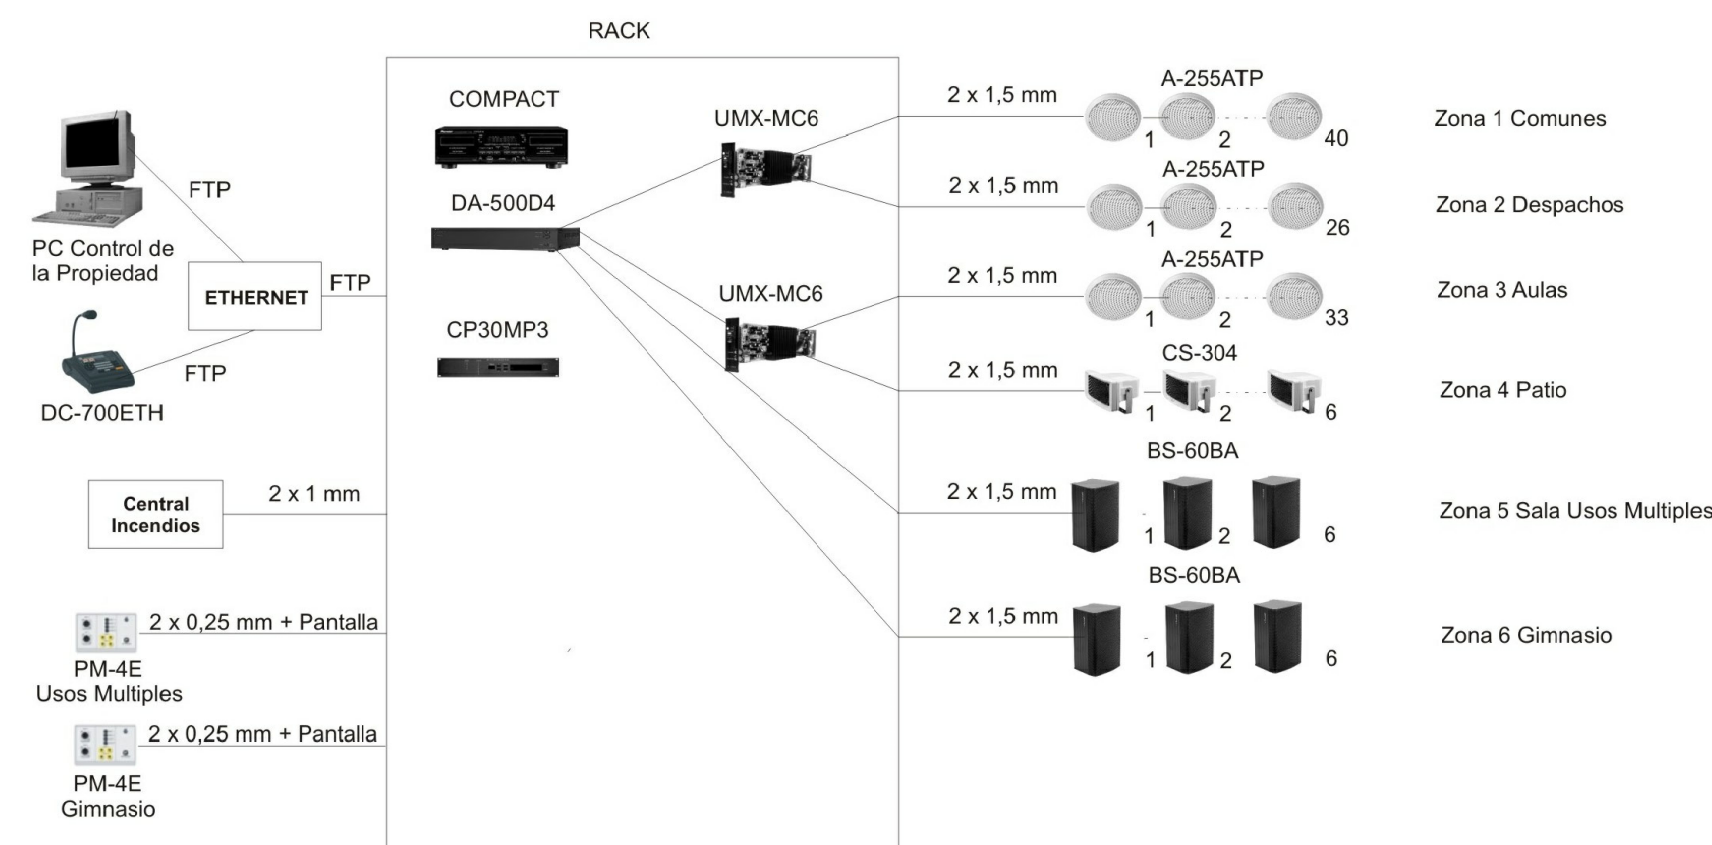 RACK
COMPACT
DA-500D4
CP30MP3
UMX-MC6
UMX-MC6
FTP
PC Control de
la Propiedad
ETHERNET
FTP
FTP
DC-700ETH
Central
Incendios
2 x 1 mm
2 x 0,25 mm + Pantalla
PM-4E
Usos Multiples
2 x 0,25 mm + Pantalla
PM-4E
Gimnasio
2 x 1,5 mm
A-255ATP
1 2 40
Zona 1 Comunes
2 x 1,5 mm
A-255ATP
1 2 26
Zona 2 Despachos
2 x 1,5 mm
A-255ATP
1 2 33
Zona 3 Aulas
2 x 1,5 mm
CS-304
1 2 6
Zona 4 Patio
2 x 1,5 mm
BS-60BA
1 2 6
Zona 5 Sala Usos Multiples
2 x 1,5 mm
BS-60BA
1 2 6
Zona 6 Gimnasio